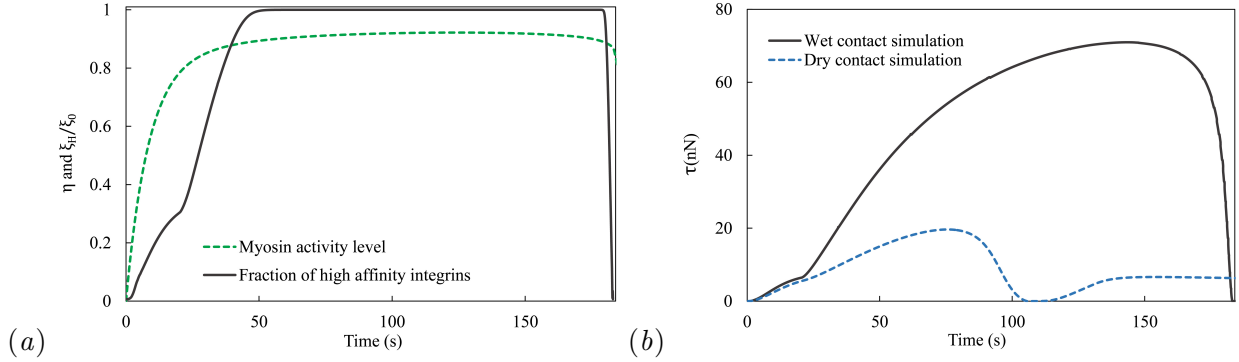 1
0.8
0.6
0.4
0.2
0
η and ξH/ξ0
0
50
100
150
Time (s)
Myosin activity level
Fraction of high affinity integrins
(a)
80
60
40
20
0
τ(nN)
0
50
100
150
Time (s)
Wet contact simulation
Dry contact simulation
(b)